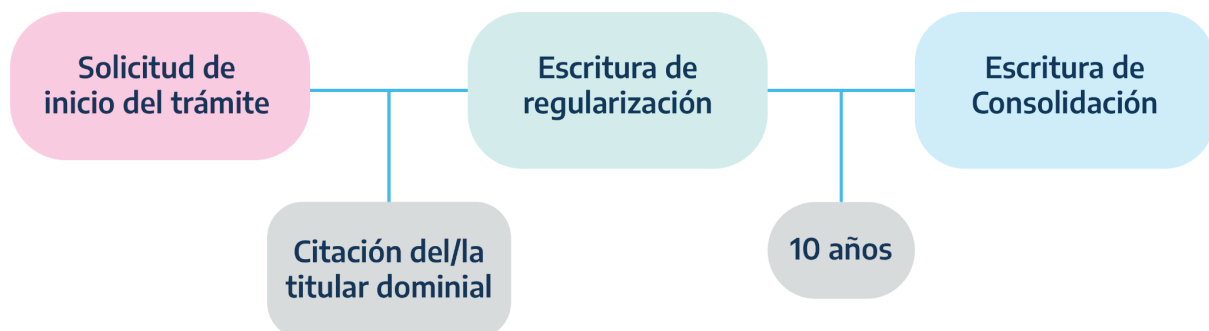 Solicitud de
inicio del trámite
Escritura de
regularización
Escritura de
Consolidación
Citación del/la
titular dominial
10 años